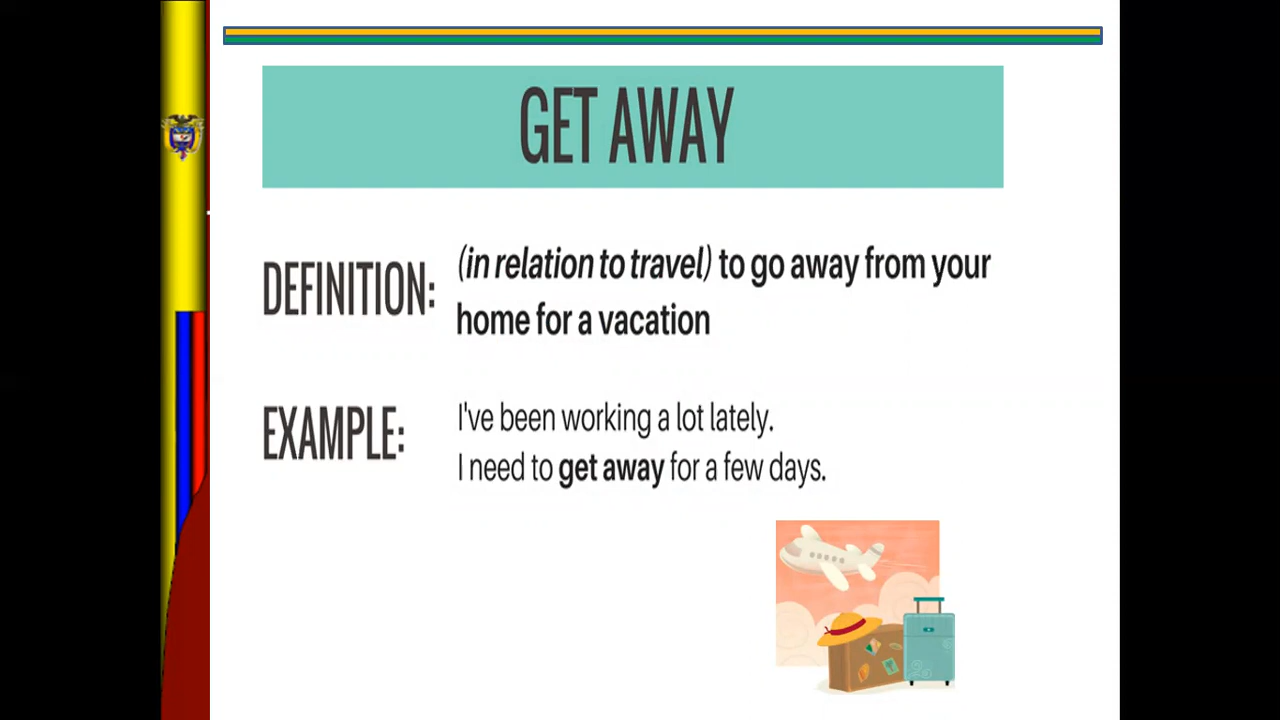 GET AWAY
DEFINITION:
(in relation to travel) to go away from your
home for a vacation
EXAMPLE:
I've been working a lot lately.
I need to get away for a few days.